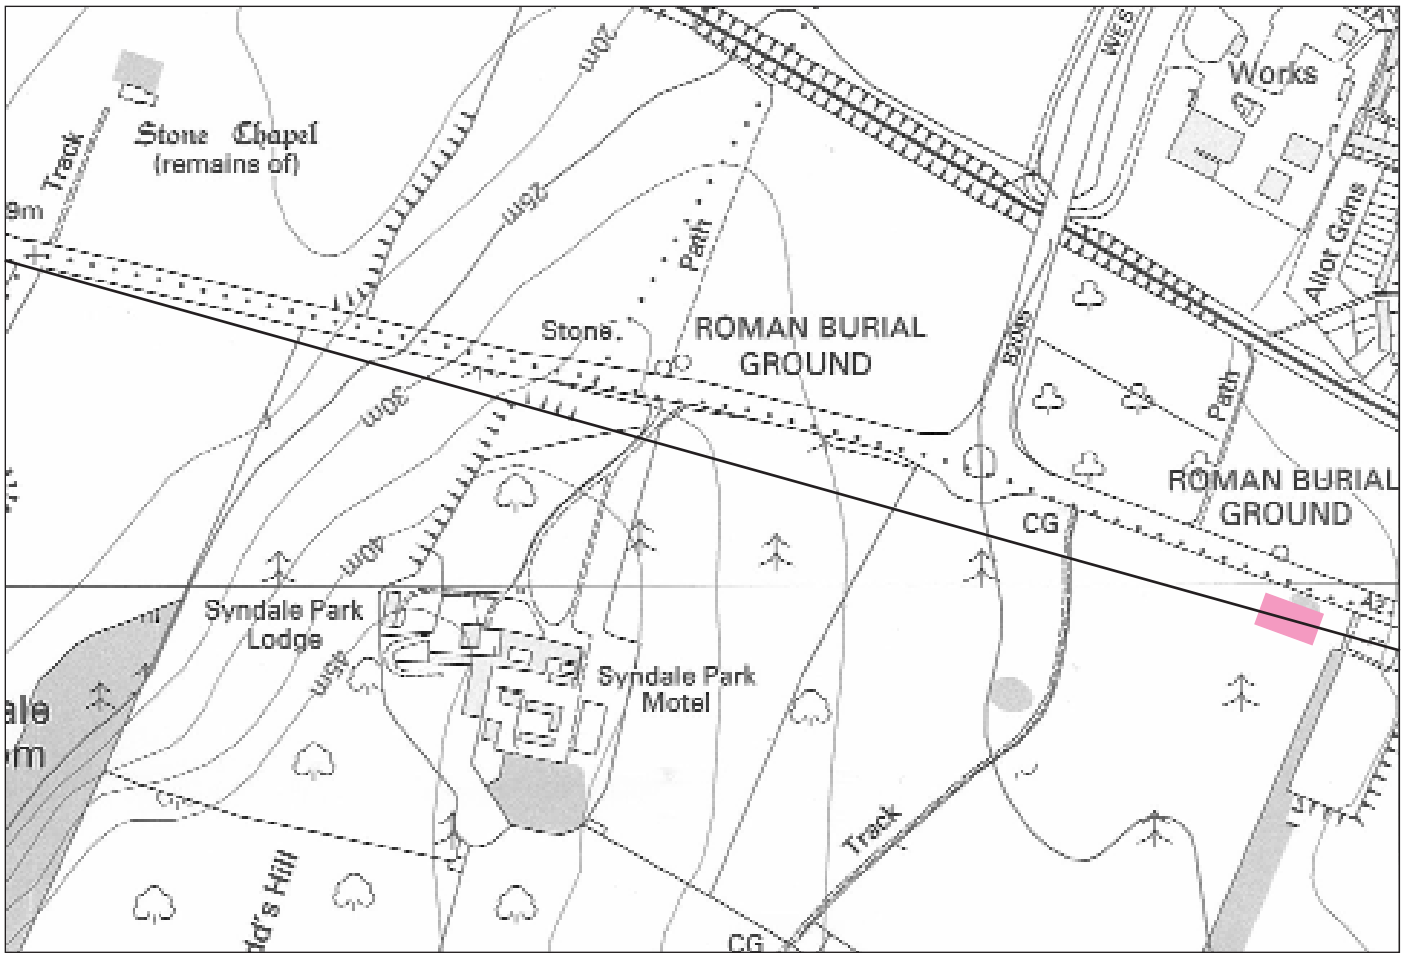 20m
WES
Works
Stone Chapel
(remains of)
Track
9m
25m
Path
Allot Gdns
Stone
ROMAN BURIAL
GROUND
B2045
30m
Path
ROMAN BURIAL
GROUND
CG
40m
Syndale Park
Lodge
A2
45m
Syndale Park
Motel
ale
m
Track
dd's Hill
CG